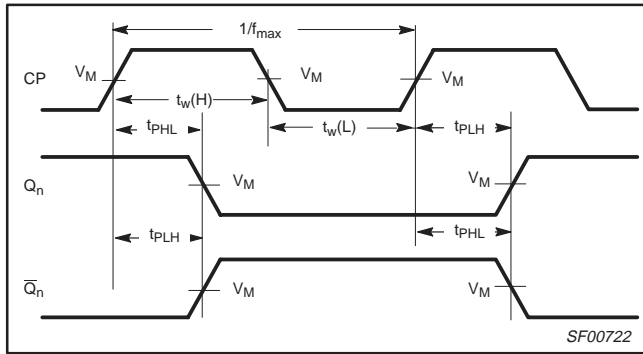 1/fmax
CP VM VM VM
tw(H)
tPHL tw(L) tPLH
Qn VM VM
tPLH tPHL
Q̅n VM VM
SF00722